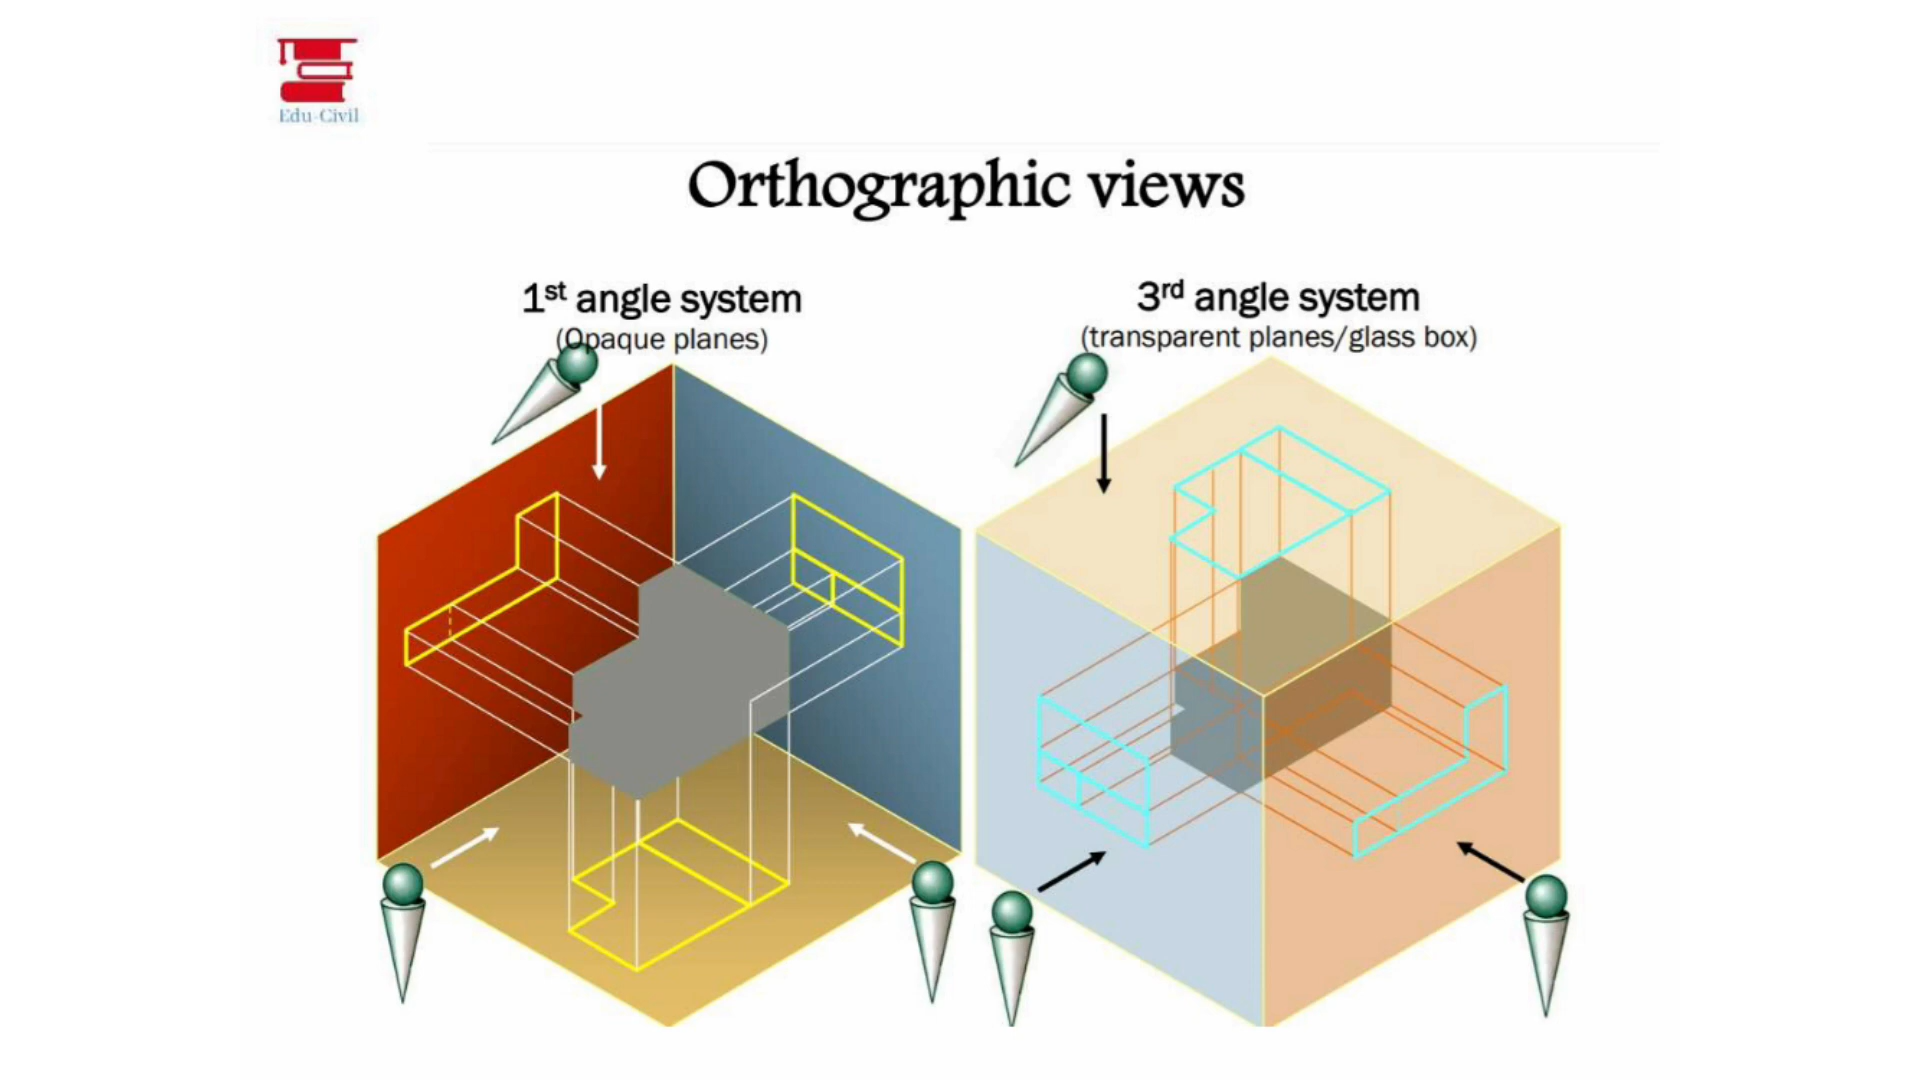 Edu-Civil
Orthographic views
1st angle system
(Opaque planes)
3rd angle system
(transparent planes/glass box)